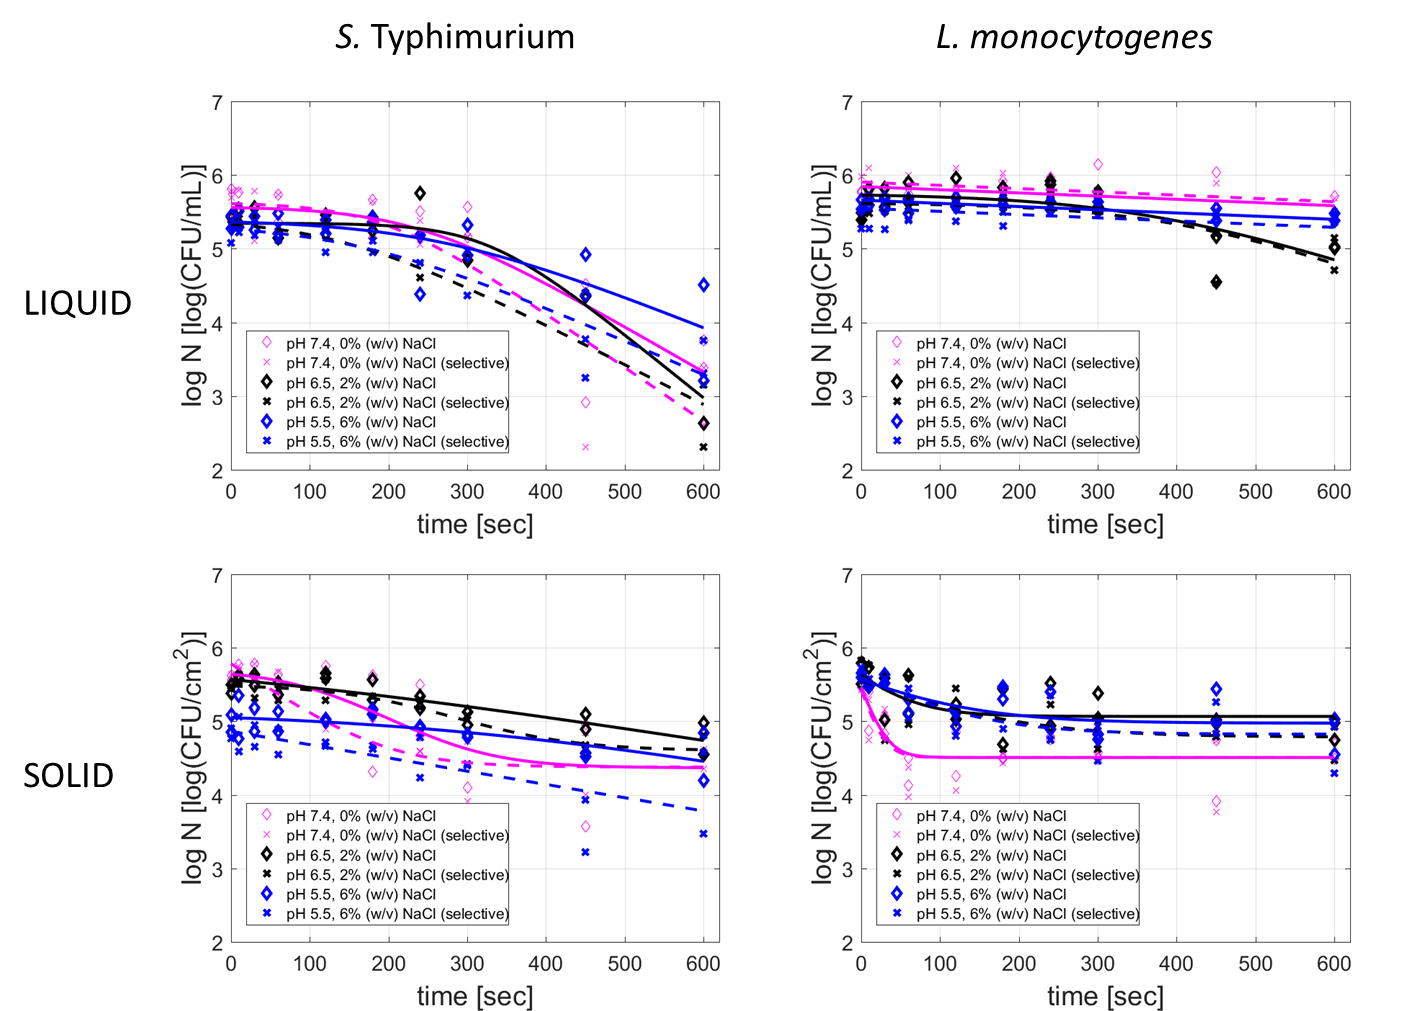 S. Typhimurium
L. monocytogenes
LIQUID
log N [log(CFU/mL)]
7
6
5
4
3
2
pH 7.4, 0% (w/v) NaCl
pH 7.4, 0% (w/v) NaCl (selective)
pH 6.5, 2% (w/v) NaCl
pH 6.5, 2% (w/v) NaCl (selective)
pH 5.5, 6% (w/v) NaCl
pH 5.5, 6% (w/v) NaCl (selective)
0 100 200 300 400 500 600
time [sec]
log N [log(CFU/mL)]
7
6
5
4
3
2
pH 7.4, 0% (w/v) NaCl
pH 7.4, 0% (w/v) NaCl (selective)
pH 6.5, 2% (w/v) NaCl
pH 6.5, 2% (w/v) NaCl (selective)
pH 5.5, 6% (w/v) NaCl
pH 5.5, 6% (w/v) NaCl (selective)
0 100 200 300 400 500 600
time [sec]
SOLID
log N [log(CFU/cm²)]
7
6
5
4
3
2
pH 7.4, 0% (w/v) NaCl
pH 7.4, 0% (w/v) NaCl (selective)
pH 6.5, 2% (w/v) NaCl
pH 6.5, 2% (w/v) NaCl (selective)
pH 5.5, 6% (w/v) NaCl
pH 5.5, 6% (w/v) NaCl (selective)
0 100 200 300 400 500 600
time [sec]
log N [log(CFU/cm²)]
7
6
5
4
3
2
pH 7.4, 0% (w/v) NaCl
pH 7.4, 0% (w/v) NaCl (selective)
pH 6.5, 2% (w/v) NaCl
pH 6.5, 2% (w/v) NaCl (selective)
pH 5.5, 6% (w/v) NaCl
pH 5.5, 6% (w/v) NaCl (selective)
0 100 200 300 400 500 600
time [sec]